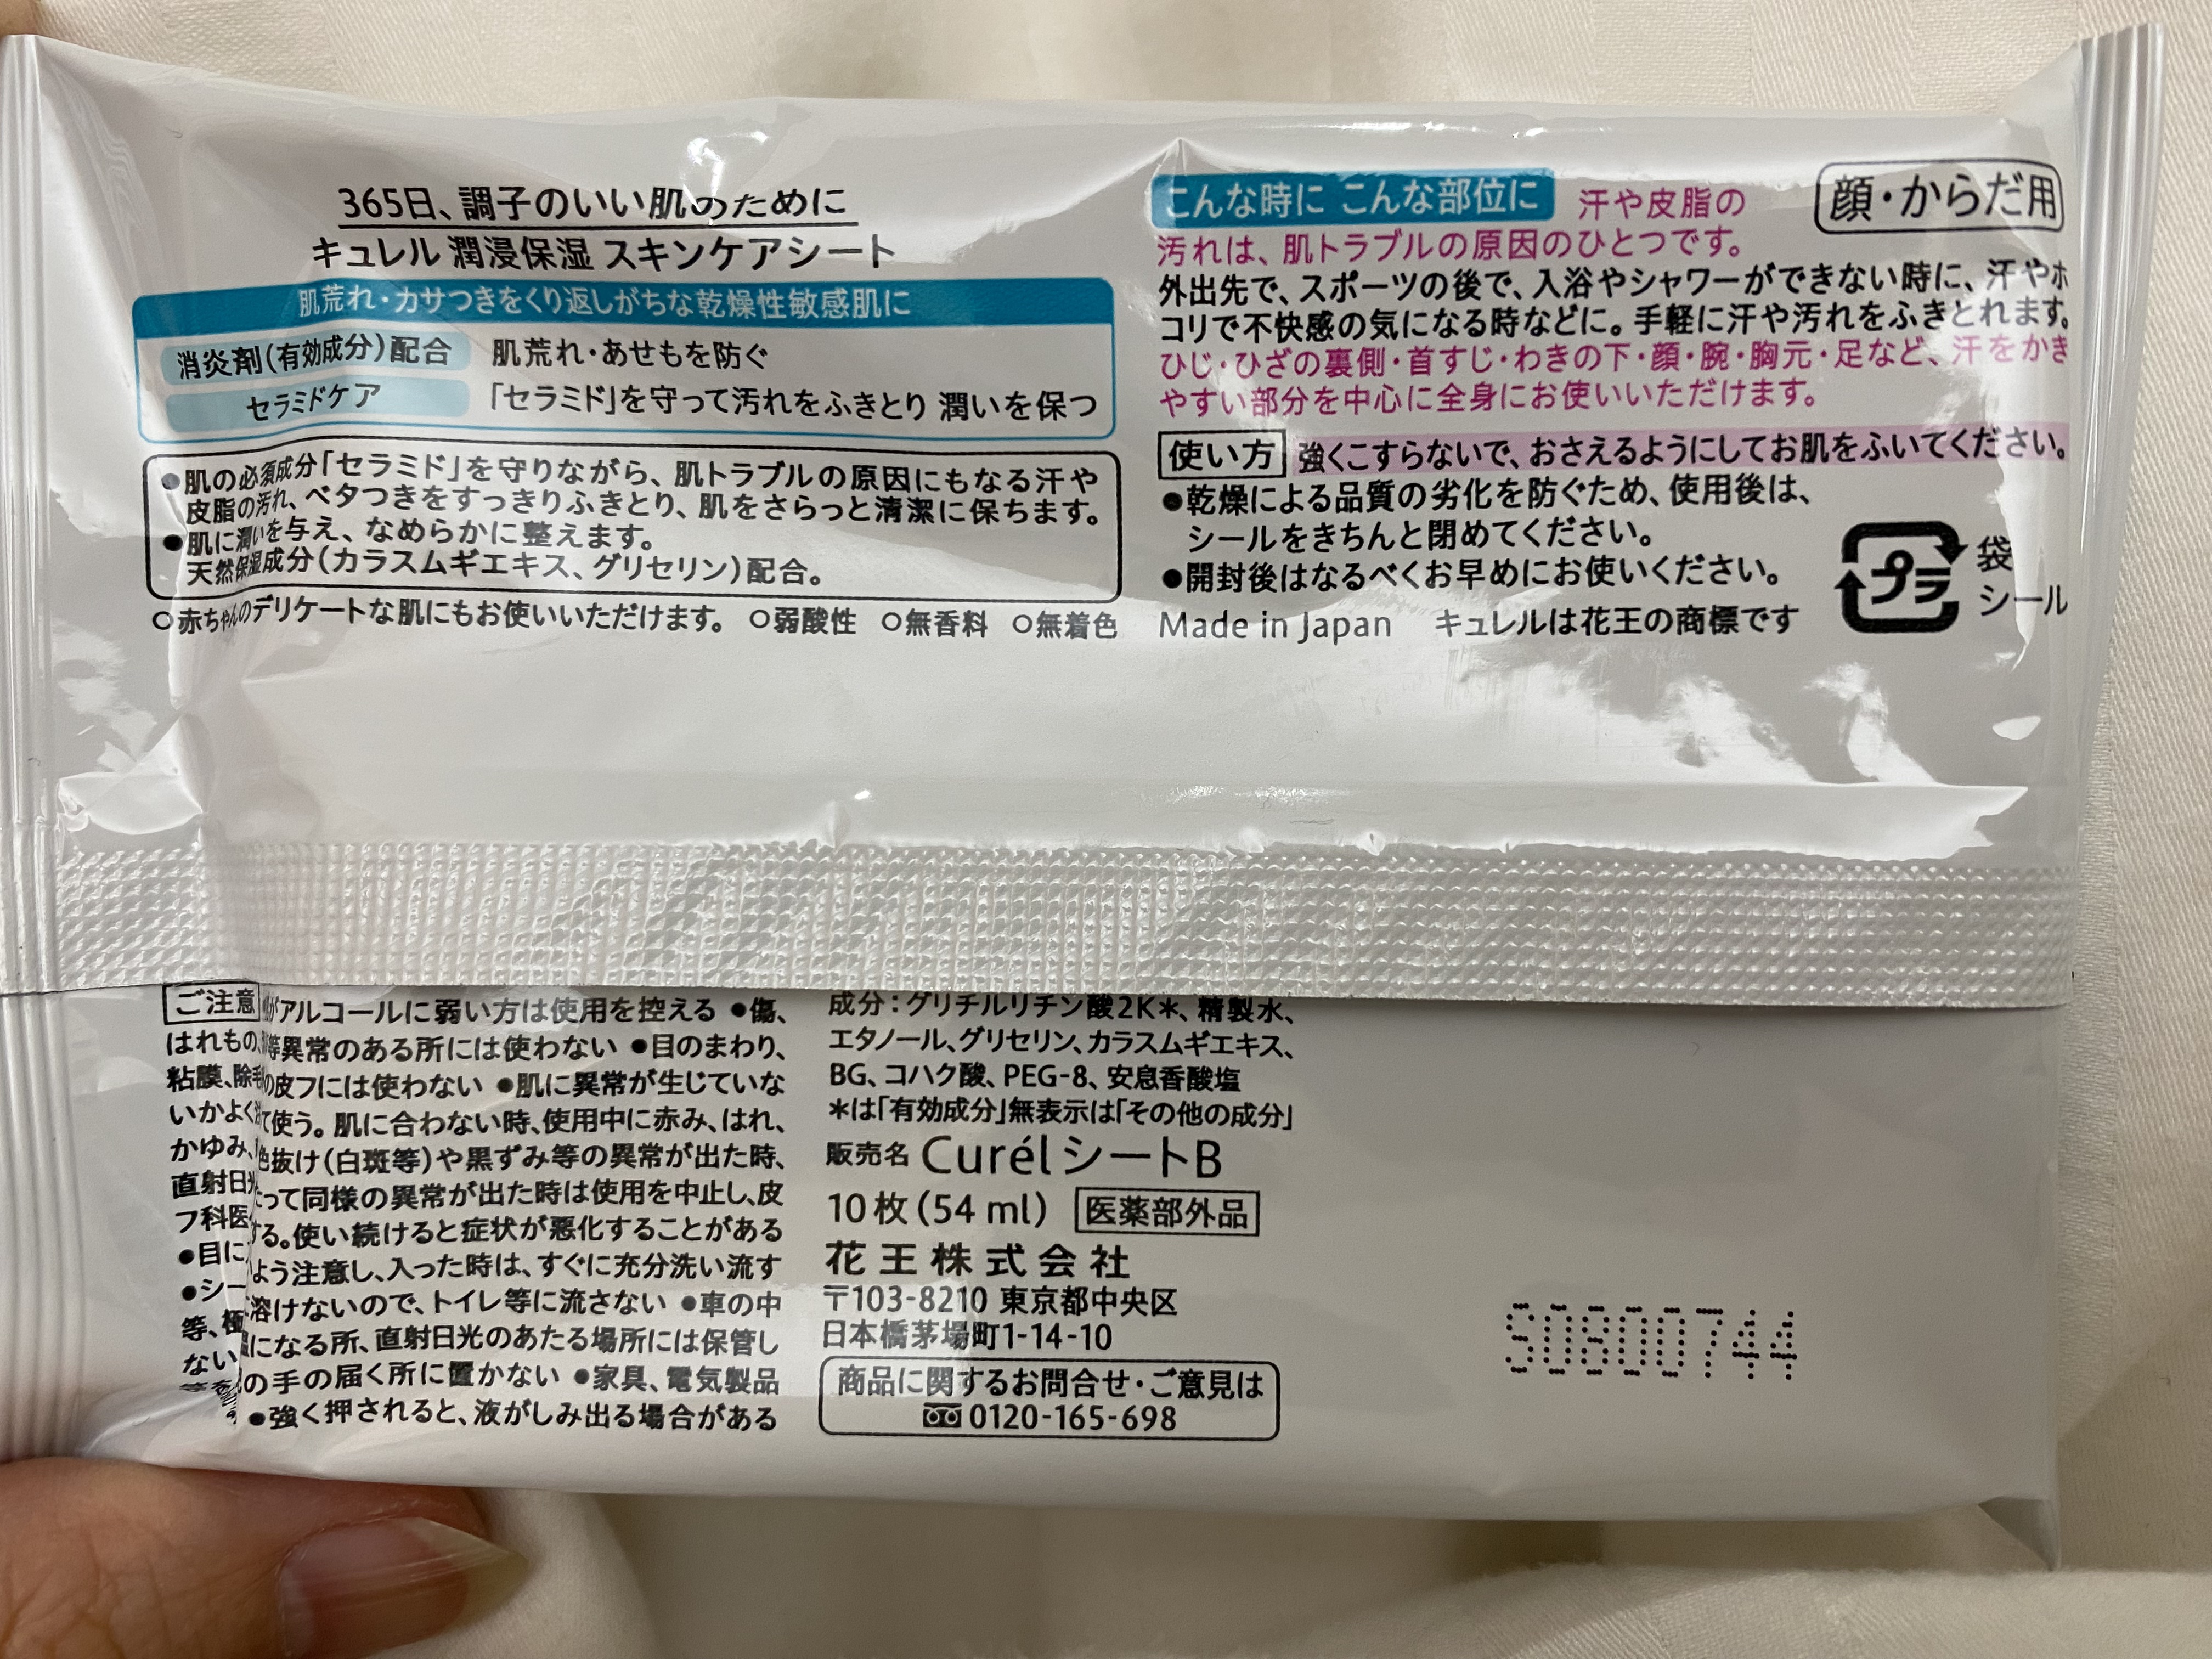 365日、調子のいい肌のために
キュレル 潤浸保湿 スキンケアシート
肌荒れ・カサつきをくり返しがちな乾燥性敏感肌に
消炎剤(有効成分)配合 肌荒れ・あせもを防ぐ
セラミドケア 「セラミド」を守って汚れをふきとり 潤いを保つ
●肌の必須成分「セラミド」を守りながら、肌トラブルの原因にもなる汗や
皮脂の汚れ、ベタつきをすっきりふきとり、肌をさらっと清潔に保ちます。
●肌に潤いを与え、なめらかに整えます。
天然保湿成分(カラスムギエキス、グリセリン)配合。
○赤ちゃんのデリケートな肌にもお使いいただけます。 ○弱酸性 ○無香料 ○無着色
こんな時に こんな部位に 汗や皮脂の
顔・からだ用
汚れは、肌トラブルの原因のひとつです。
外出先で、スポーツの後で、入浴やシャワーができない時に、汗やホ
コリで不快感の気になる時などに。手軽に汗や汚れをふきとれます。
ひじ・ひざの裏側・首すじ・わきの下・顔・腕・胸元・足など、汗をかき
やすい部分を中心に全身にお使いいただけます。
使い方 強くこすらないで、おさえるようにしてお肌をふいてください。
●乾燥による品質の劣化を防ぐため、使用後は、
シールをきちんと閉めてください。
●開封後はなるべくお早めにお使いください。
プラ 袋
シール
Made in Japan キュレルは花王の商標です
ご注意 がアルコールに弱い方は使用を控える ●傷、
はれもの、等異常のある所には使わない ●目のまわり、
粘膜、除毛の皮フには使わない ●肌に異常が生じていな
いかよくて使う。肌に合わない時、使用中に赤み、はれ、
かゆみ、色抜け(白斑等)や黒ずみ等の異常が出た時、
直射日光たって同様の異常が出た時は使用を中止し、皮
フ科医する。使い続けると症状が悪化することがある
●目によう注意し、入った時は、すぐに充分洗い流す
●シー溶けないので、トイレ等に流さない ●車の中
等、極温になる所、直射日光のあたる場所には保管し
ないの手の届く所に置かない ●家具、電気製品
●強く押されると、液がしみ出る場合がある
成分:グリチルリチン酸2K＊、精製水、
エタノール、グリセリン、カラスムギエキス、
BG、コハク酸、PEG-8、安息香酸塩
＊は「有効成分」無表示は「その他の成分」
販売名 CurélシートB
10枚(54 ml) 医薬部外品
花王株式会社
〒103-8210 東京都中央区
日本橋茅場町1-14-10
商品に関するお問合せ・ご意見は
0120-165-698
S0800744